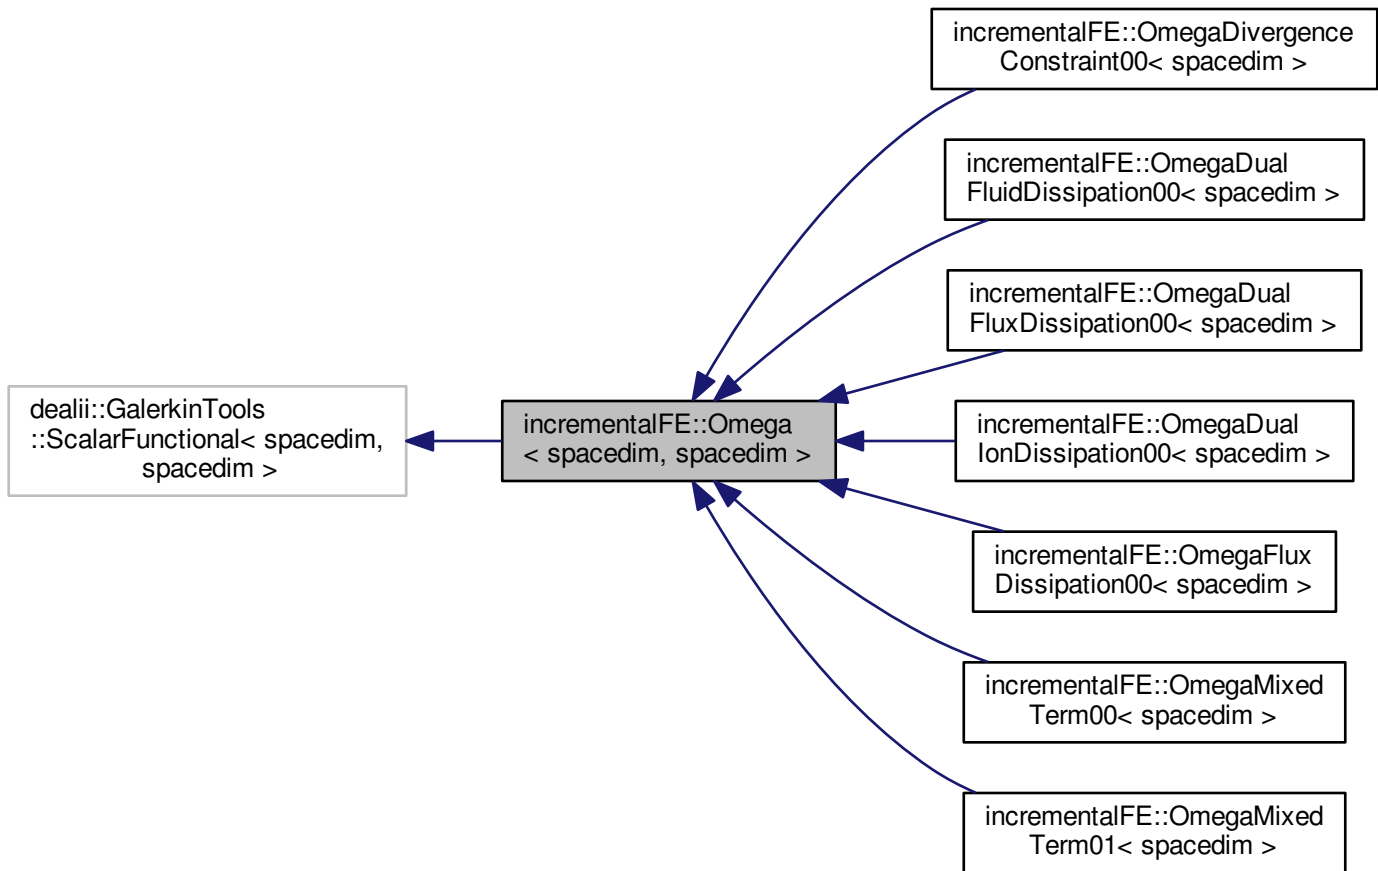 incrementalFE::OmegaDivergence
Constraint00< spacedim >
incrementalFE::OmegaDual
FluidDissipation00< spacedim >
incrementalFE::OmegaDual
FluxDissipation00< spacedim >
dealii::GalerkinTools
::ScalarFunctional< spacedim,
spacedim >
incrementalFE::Omega
< spacedim, spacedim >
incrementalFE::OmegaDual
IonDissipation00< spacedim >
incrementalFE::OmegaFlux
Dissipation00< spacedim >
incrementalFE::OmegaMixed
Term00< spacedim >
incrementalFE::OmegaMixed
Term01< spacedim >